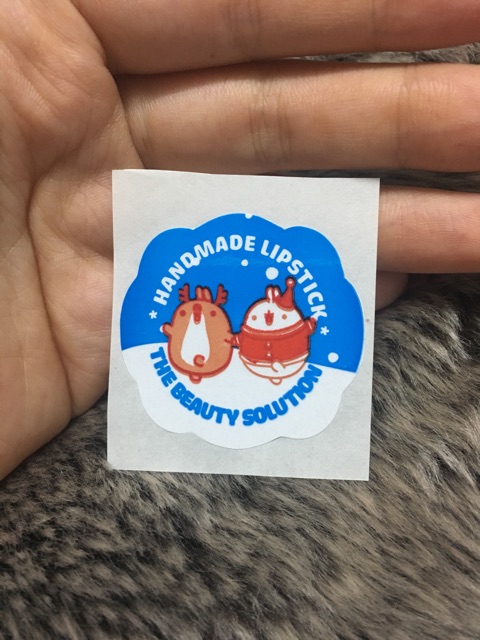 * HANDMADE LIPSTICK *
THE BEAUTY SOLUTION